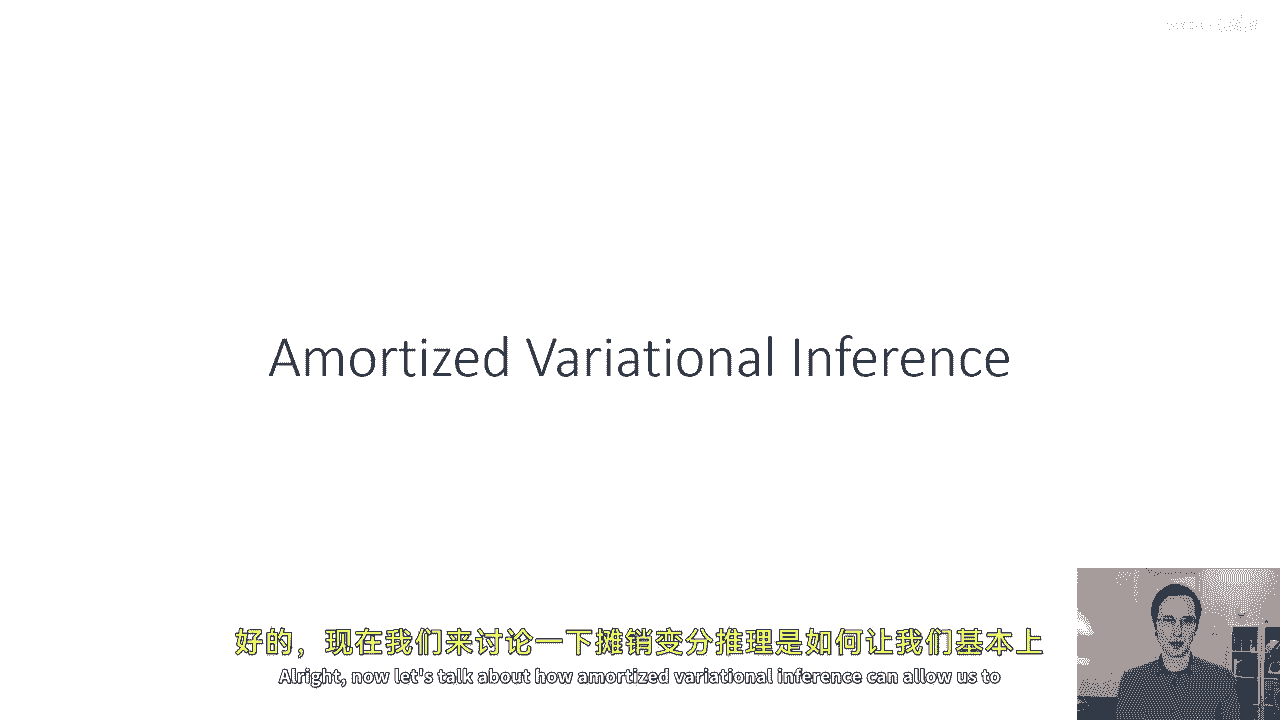 Amortized Variational Inference
好的，现在我们来讨论一下摊销变分推理是如何让我们基本上
Alright, now let's talk about how amortized variational inference can allow us to